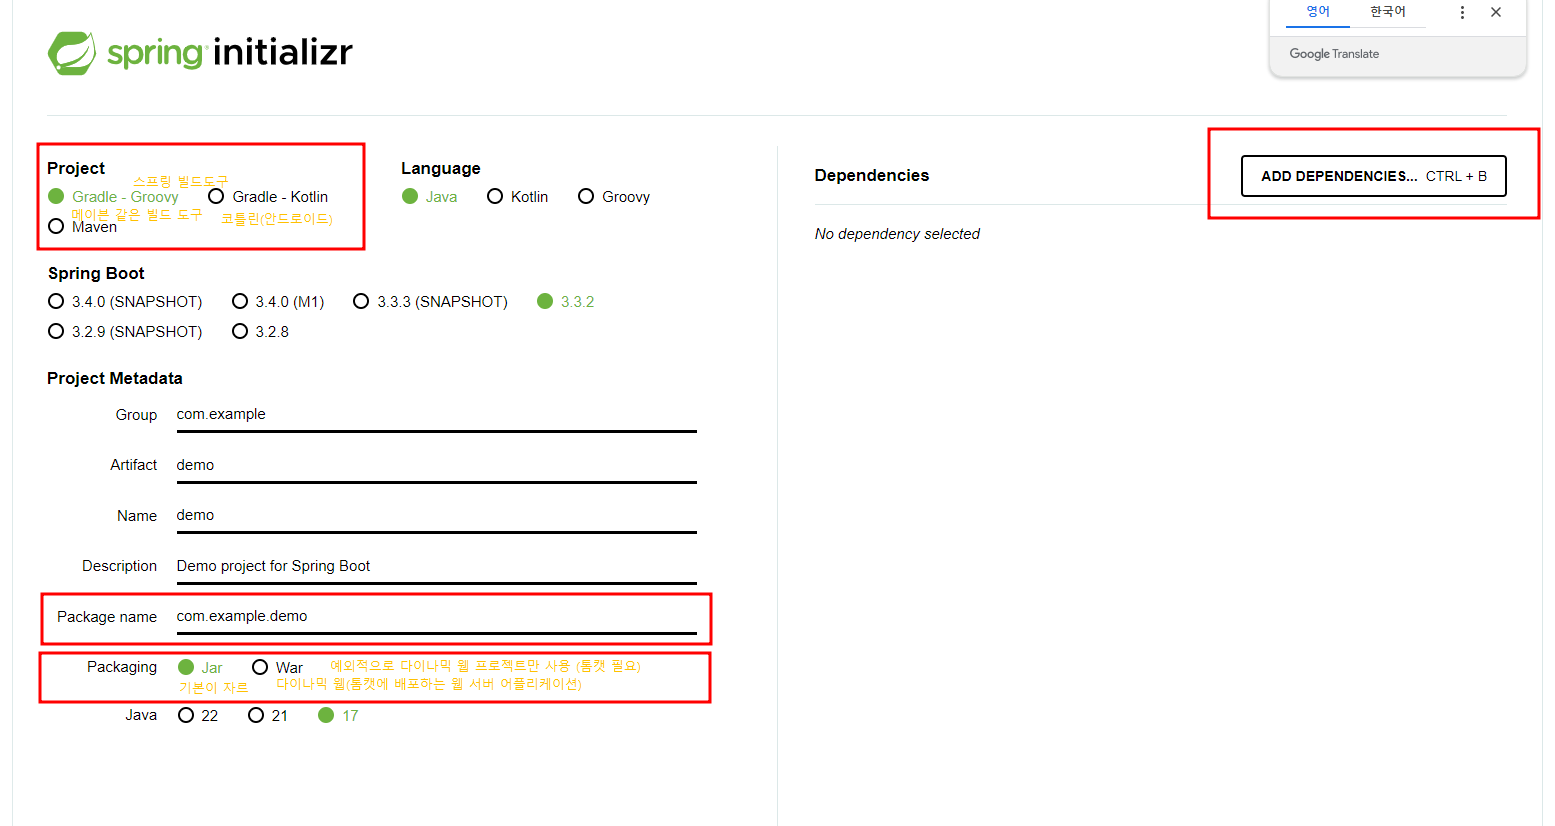 영어 한국어
Google Translate
spring initializr
Project
스프링 빌드도구
Gradle - Groovy Gradle - Kotlin
메이븐 같은 빌드 도구 코틀린(안드로이드)
Maven
Language
Java Kotlin Groovy
Spring Boot
3.4.0 (SNAPSHOT) 3.4.0 (M1) 3.3.3 (SNAPSHOT) 3.3.2
3.2.9 (SNAPSHOT) 3.2.8
Project Metadata
Group com.example
Artifact demo
Name demo
Description Demo project for Spring Boot
Package name com.example.demo
Packaging Jar War 예외적으로 다이나믹 웹 프로젝트만 사용 (톰캣 필요)
기본이 자르 다이나믹 웹(톰캣에 배포하는 웹 서버 어플리케이션)
Java 22 21 17
Dependencies
ADD DEPENDENCIES... CTRL + B
No dependency selected